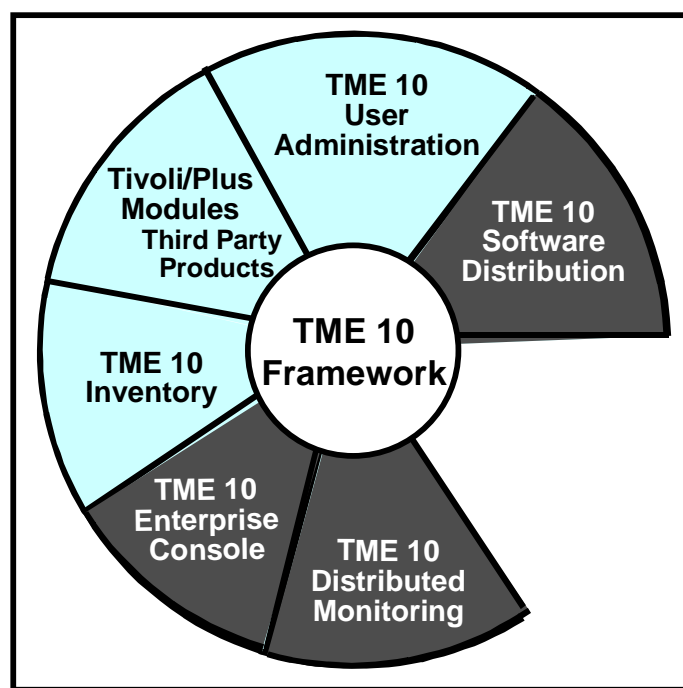 TME 10
User
Administration
TME 10
Software
Distribution
Tivoli/Plus
Modules
Third Party
Products
TME 10
Framework
TME 10
Inventory
TME 10
Enterprise
Console
TME 10
Distributed
Monitoring